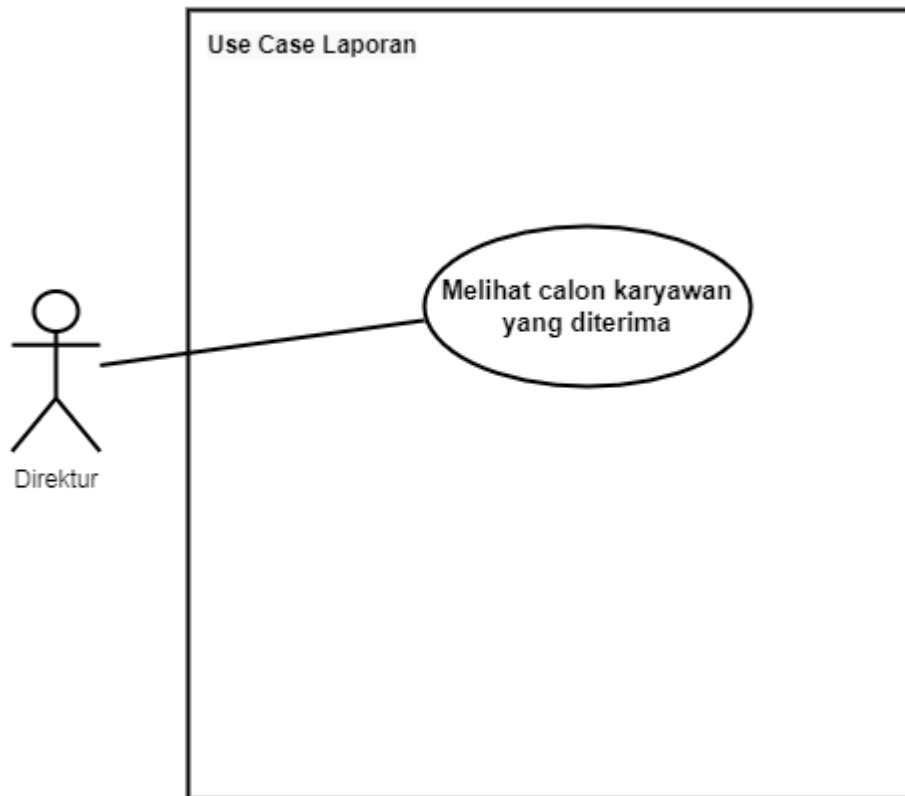 Use Case Laporan
Melihat calon karyawan
yang diterima
Direktur